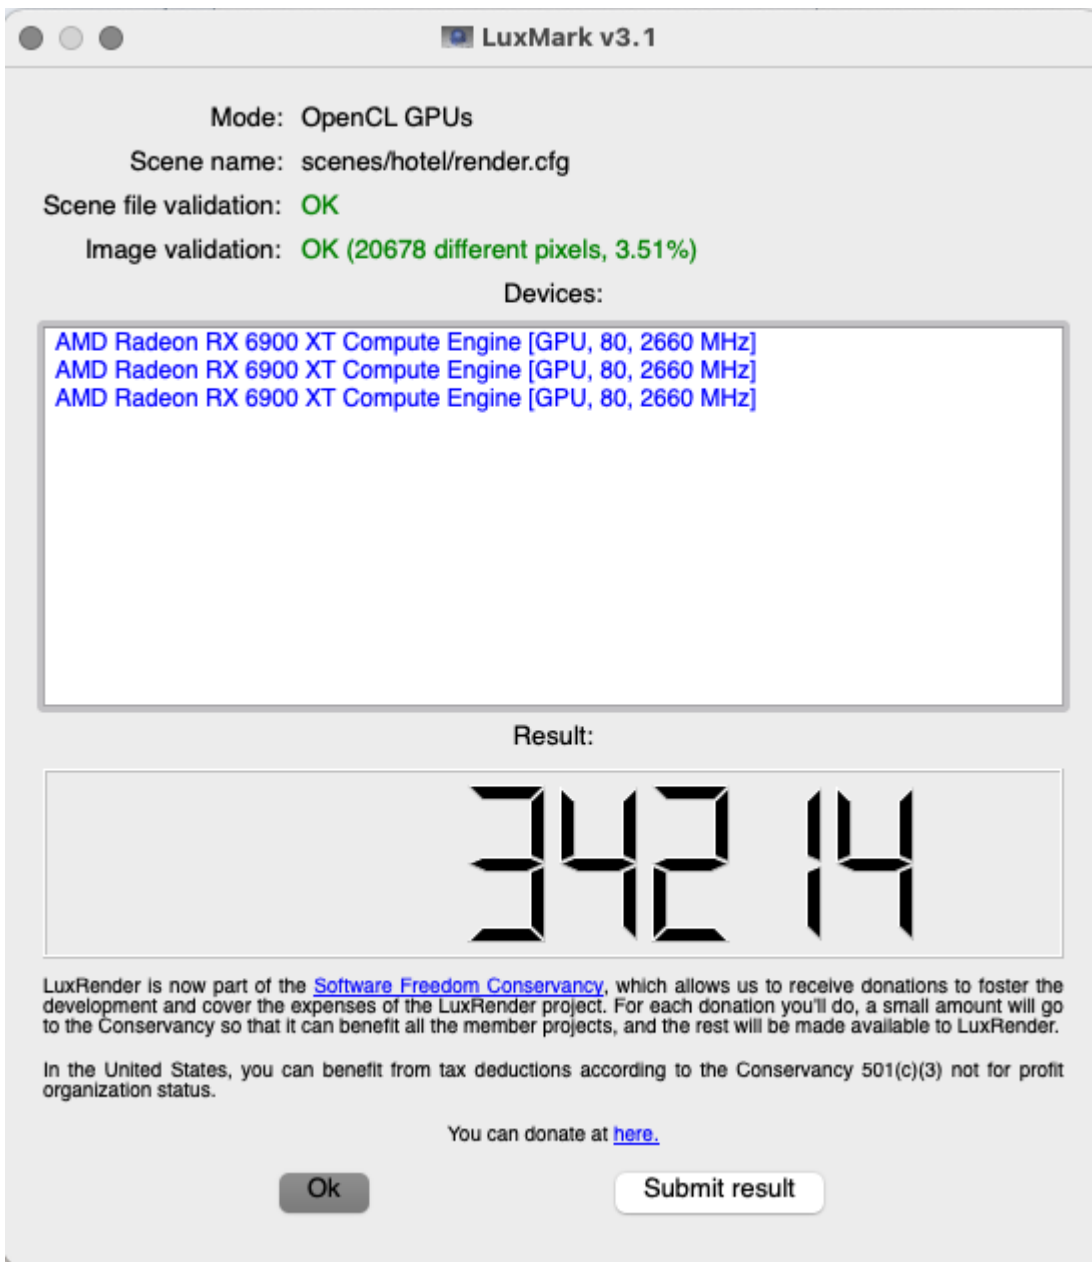 LuxMark v3.1
Mode: OpenCL GPUs
Scene name: scenes/hotel/render.cfg
Scene file validation: OK
Image validation: OK (20678 different pixels, 3.51%)
Devices:
AMD Radeon RX 6900 XT Compute Engine [GPU, 80, 2660 MHz]
AMD Radeon RX 6900 XT Compute Engine [GPU, 80, 2660 MHz]
AMD Radeon RX 6900 XT Compute Engine [GPU, 80, 2660 MHz]
Result:
34214
LuxRender is now part of the Software Freedom Conservancy, which allows us to receive donations to foster the
development and cover the expenses of the LuxRender project. For each donation you'll do, a small amount will go
to the Conservancy so that it can benefit all the member projects, and the rest will be made available to LuxRender.
In the United States, you can benefit from tax deductions according to the Conservancy 501(c)(3) not for profit
organization status.
You can donate at here.
Ok
Submit result